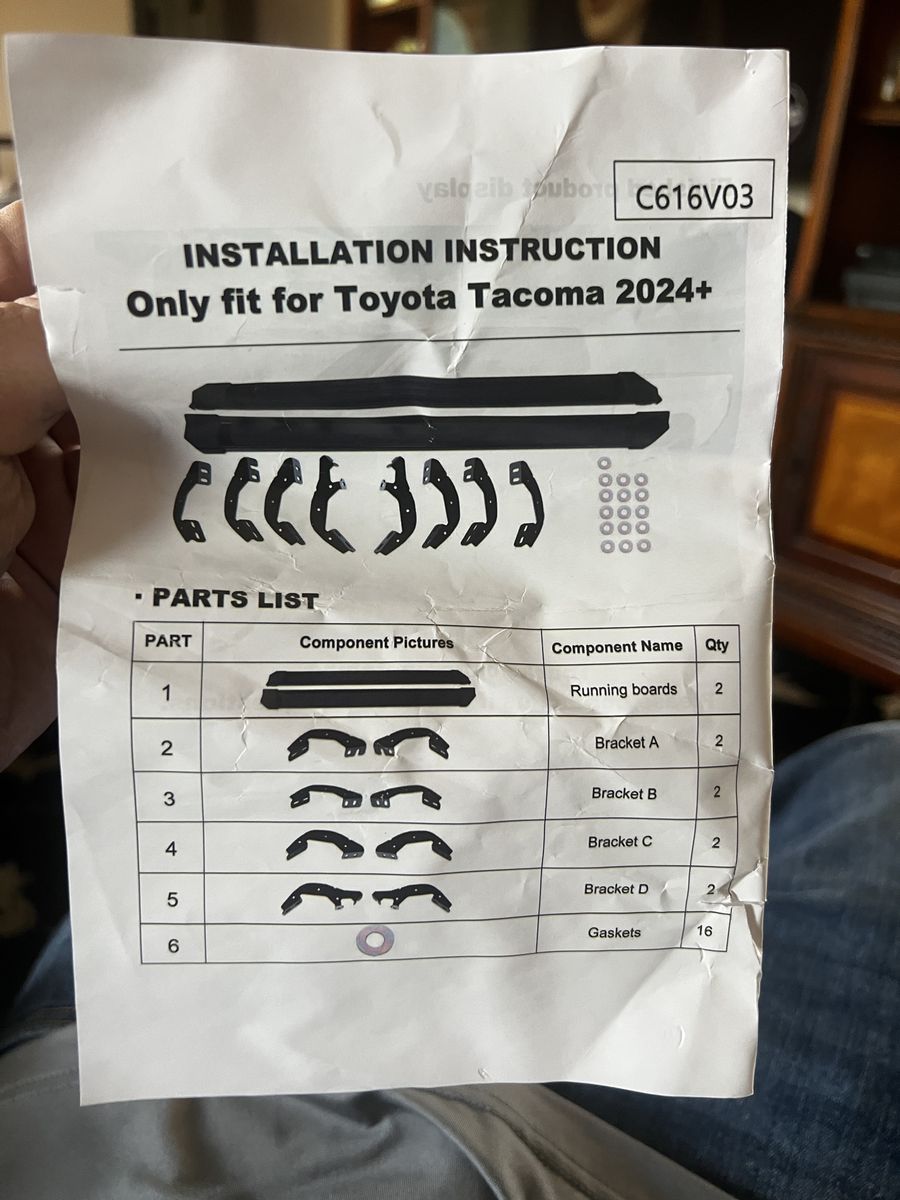 C616V03
INSTALLATION INSTRUCTION
Only fit for Toyota Tacoma 2024+
· PARTS LIST
PART Component Pictures Component Name Qty
1 Running boards 2
2 Bracket A 2
3 Bracket B 2
4 Bracket C 2
5 Bracket D 2
6 Gaskets 16